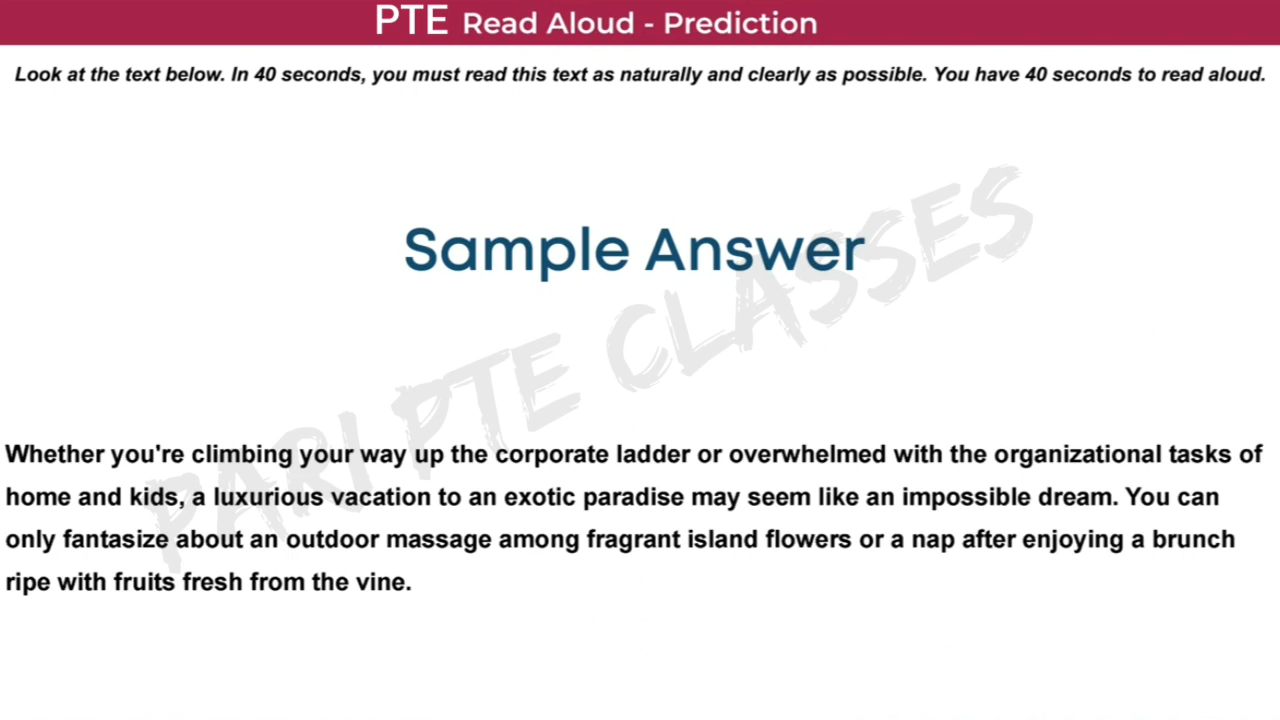 PTE Read Aloud - Prediction
Look at the text below. In 40 seconds, you must read this text as naturally and clearly as possible. You have 40 seconds to read aloud.
Sample Answer
PARI PTE CLASSES
Whether you're climbing your way up the corporate ladder or overwhelmed with the organizational tasks of
home and kids, a luxurious vacation to an exotic paradise may seem like an impossible dream. You can
only fantasize about an outdoor massage among fragrant island flowers or a nap after enjoying a brunch
ripe with fruits fresh from the vine.